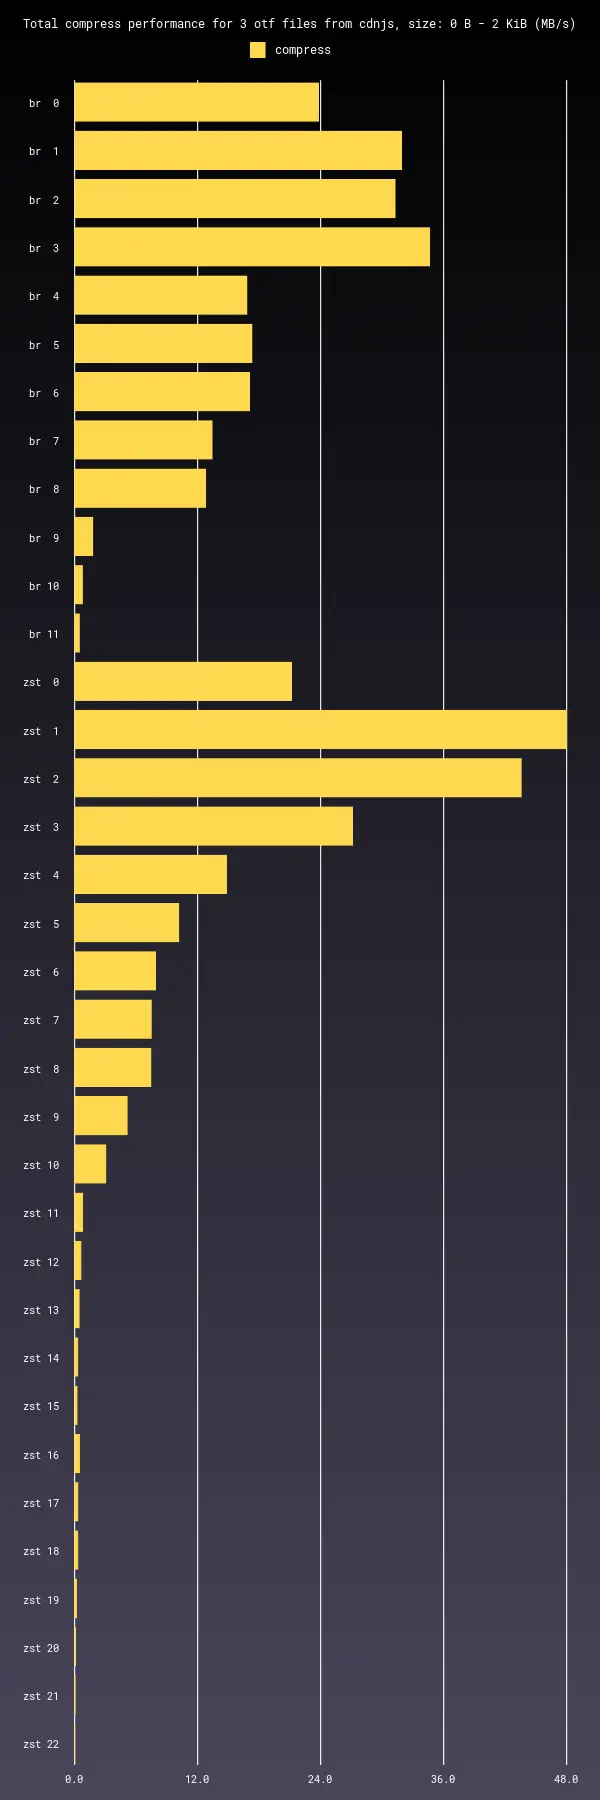 Total compress performance for 3 otf files from cdnjs, size: 0 B - 2 KiB (MB/s)
compress
br  0
br  1
br  2
br  3
br  4
br  5
br  6
br  7
br  8
br  9
br 10
br 11
zst  0
zst  1
zst  2
zst  3
zst  4
zst  5
zst  6
zst  7
zst  8
zst  9
zst 10
zst 11
zst 12
zst 13
zst 14
zst 15
zst 16
zst 17
zst 18
zst 19
zst 20
zst 21
zst 22
0.0 12.0 24.0 36.0 48.0